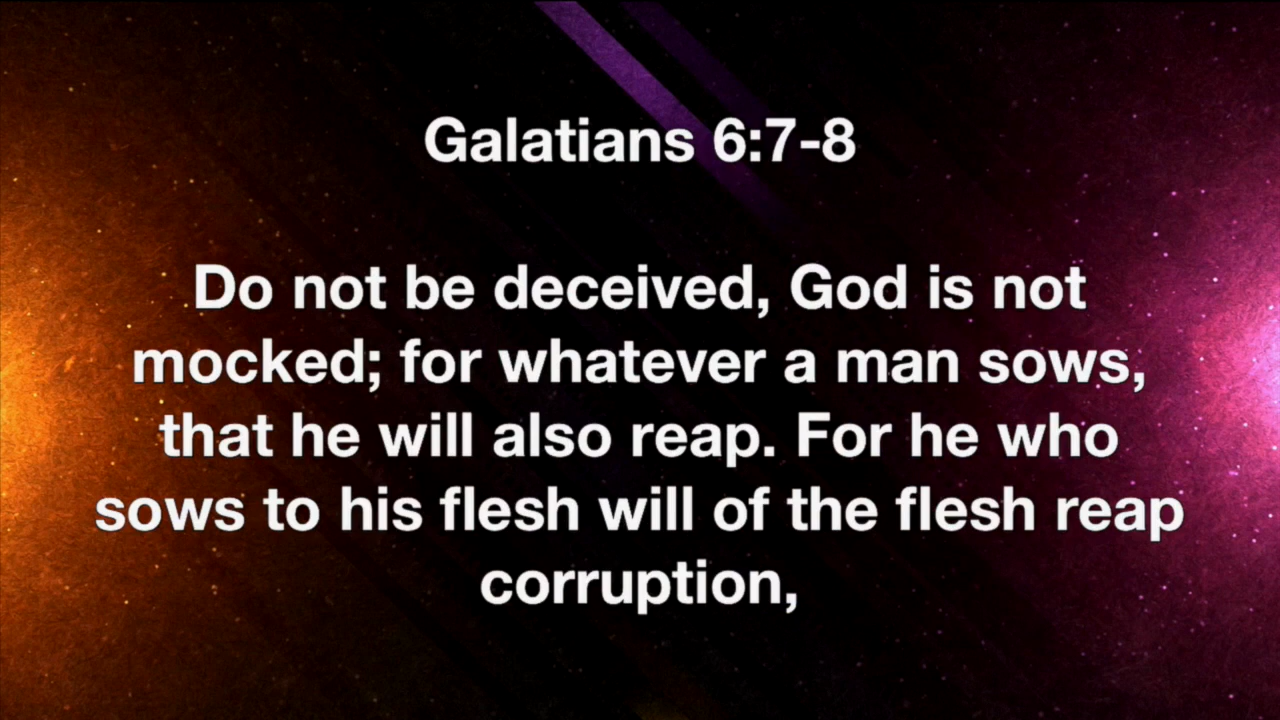 Galatians 6:7-8
Do not be deceived, God is not
mocked; for whatever a man sows,
that he will also reap. For he who
sows to his flesh will of the flesh reap
corruption,